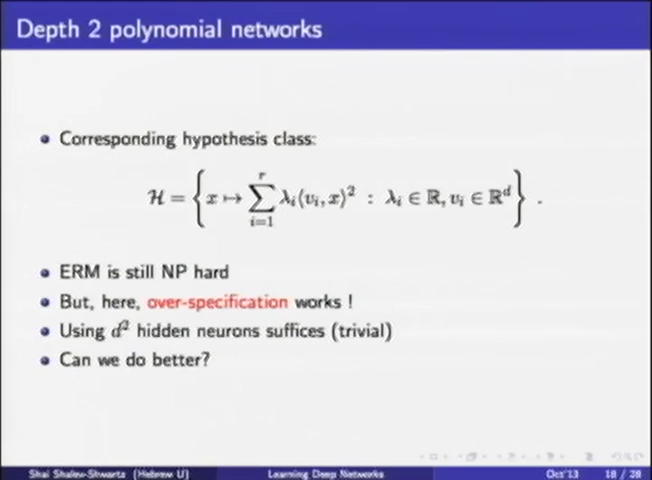 Depth 2 polynomial networks
Corresponding hypothesis class:
H = { x ↦ ∑_{i=1}^{r} λ_i (v_i, x)^2 : λ_i ∈ ℝ, v_i ∈ ℝ^d } .
ERM is still NP hard
But, here, over-specification works !
Using d^2 hidden neurons suffices (trivial)
Can we do better?
Shai Shalev-Shwartz (Hebrew U) Learning Deep Networks Oct'13 18 / 28